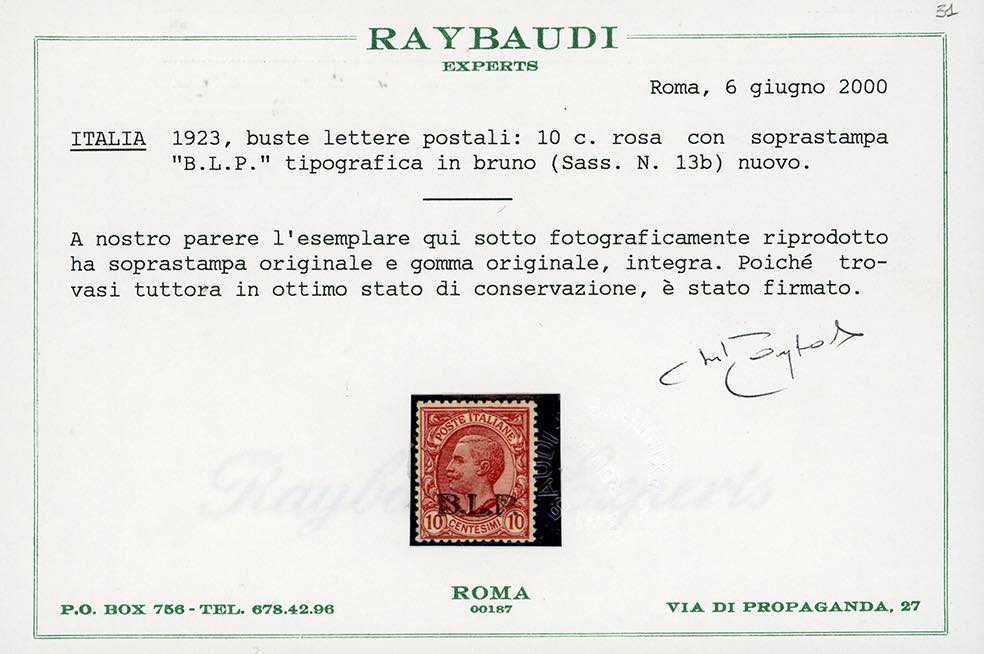 31
RAYBAUDI
EXPERTS
Roma, 6 giugno 2000
ITALIA 1923, buste lettere postali: 10 c. rosa con soprastampa
"B.L.P." tipografica in bruno (Sass. N. 13b) nuovo.
A nostro parere l'esemplare qui sotto fotograficamente riprodotto
ha soprastampa originale e gomma originale, integra. Poiché tro-
vasi tuttora in ottimo stato di conservazione, è stato firmato.
POSTE ITALIANE
B.L.P.
10 CENTESIMI 10
Raybaudi Experts
ROMA
00187
P.O. BOX 756 - TEL. 678.42.96
VIA DI PROPAGANDA, 27